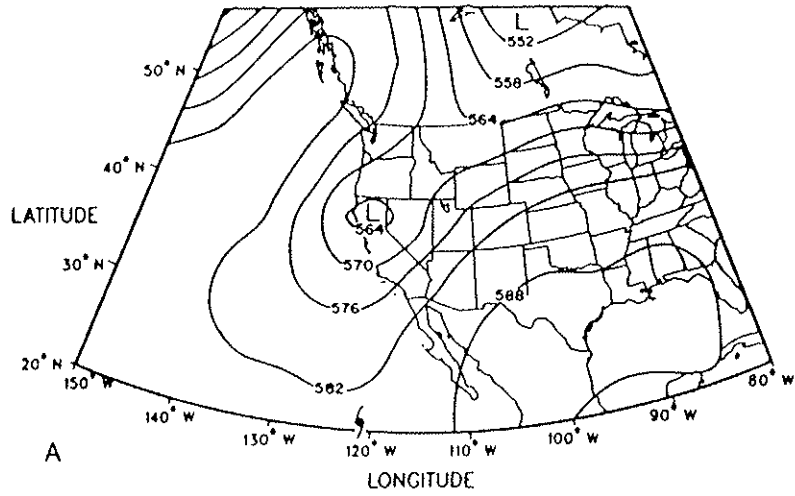 L
552
50° N
558
564
40° N
L
LATITUDE
564
570
30° N
588
576
20° N
582
150° W
80° W
140° W
90° W
130° W
100° W
120° W
110° W
A
LONGITUDE